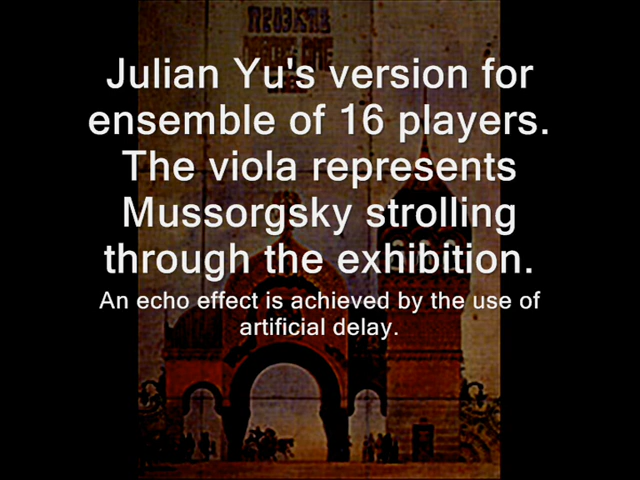 Julian Yu's version for
ensemble of 16 players.
The viola represents
Mussorgsky strolling
through the exhibition.
An echo effect is achieved by the use of
artificial delay.